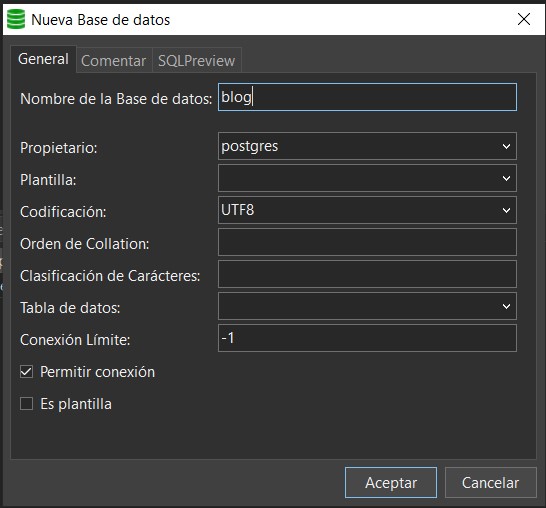 Nueva Base de datos
General Comentar SQLPreview
Nombre de la Base de datos: blog
Propietario: postgres
Plantilla:
Codificación: UTF8
Orden de Collation:
Clasificación de Carácteres:
Tabla de datos:
Conexión Límite: -1
Permitir conexión
Es plantilla
Aceptar Cancelar